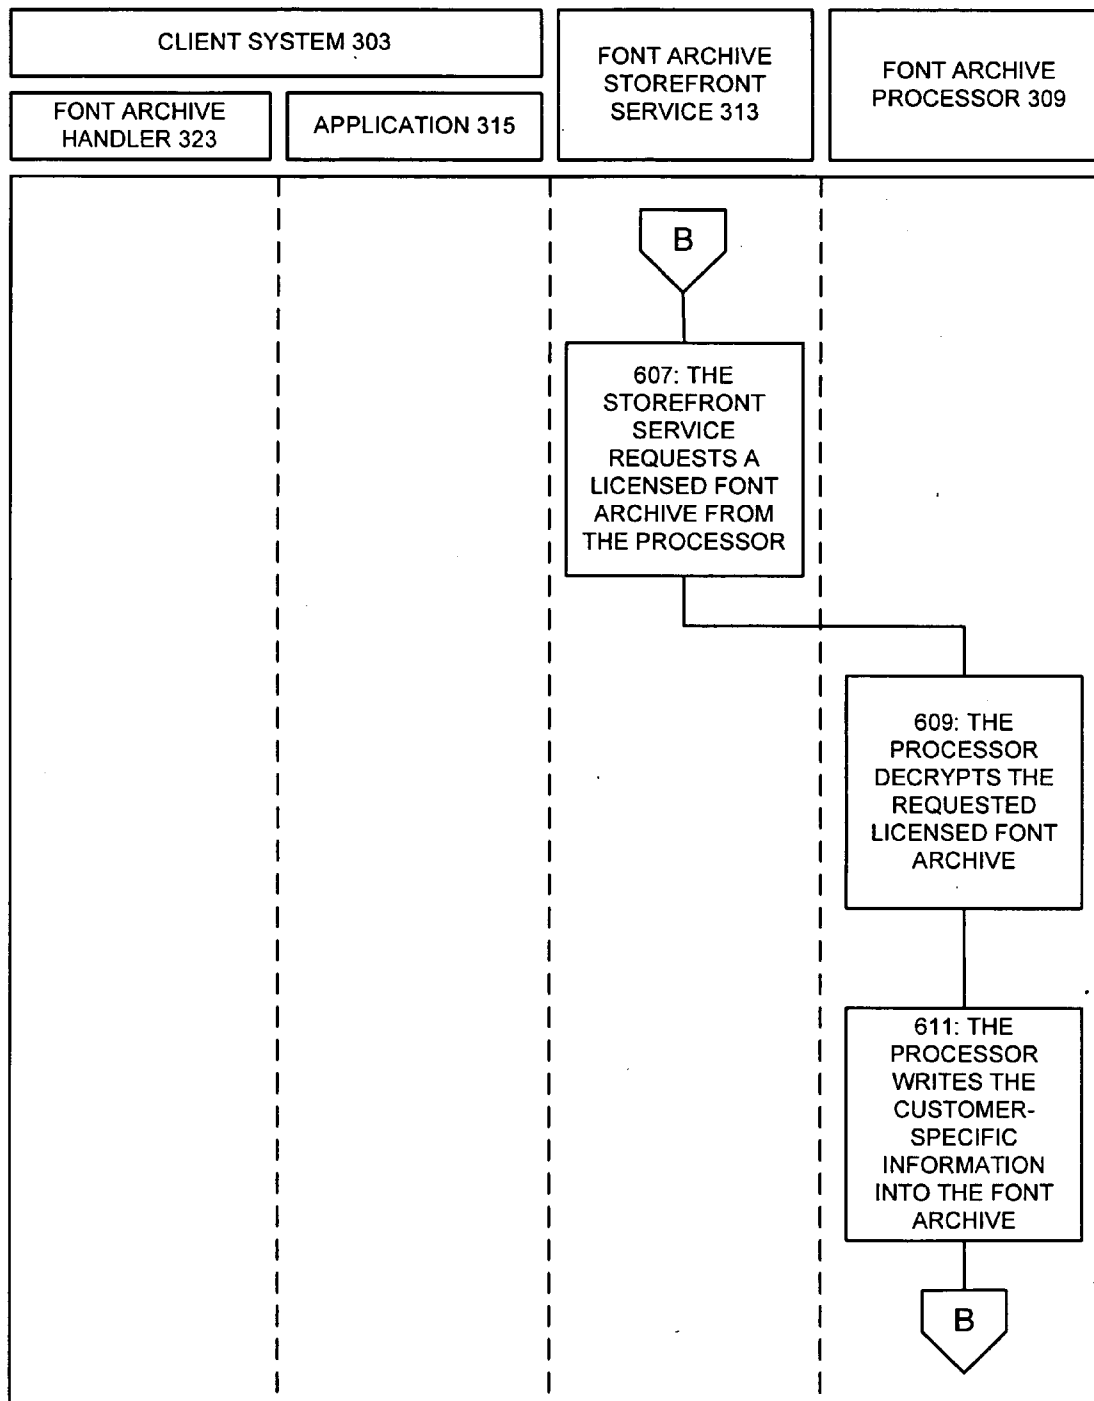 CLIENT SYSTEM 303
FONT ARCHIVE
HANDLER 323
APPLICATION 315
FONT ARCHIVE
STOREFRONT
SERVICE 313
FONT ARCHIVE
PROCESSOR 309
B
607: THE
STOREFRONT
SERVICE
REQUESTS A
LICENSED FONT
ARCHIVE FROM
THE PROCESSOR
609: THE
PROCESSOR
DECRYPTS THE
REQUESTED
LICENSED FONT
ARCHIVE
611: THE
PROCESSOR
WRITES THE
CUSTOMER-
SPECIFIC
INFORMATION
INTO THE FONT
ARCHIVE
B